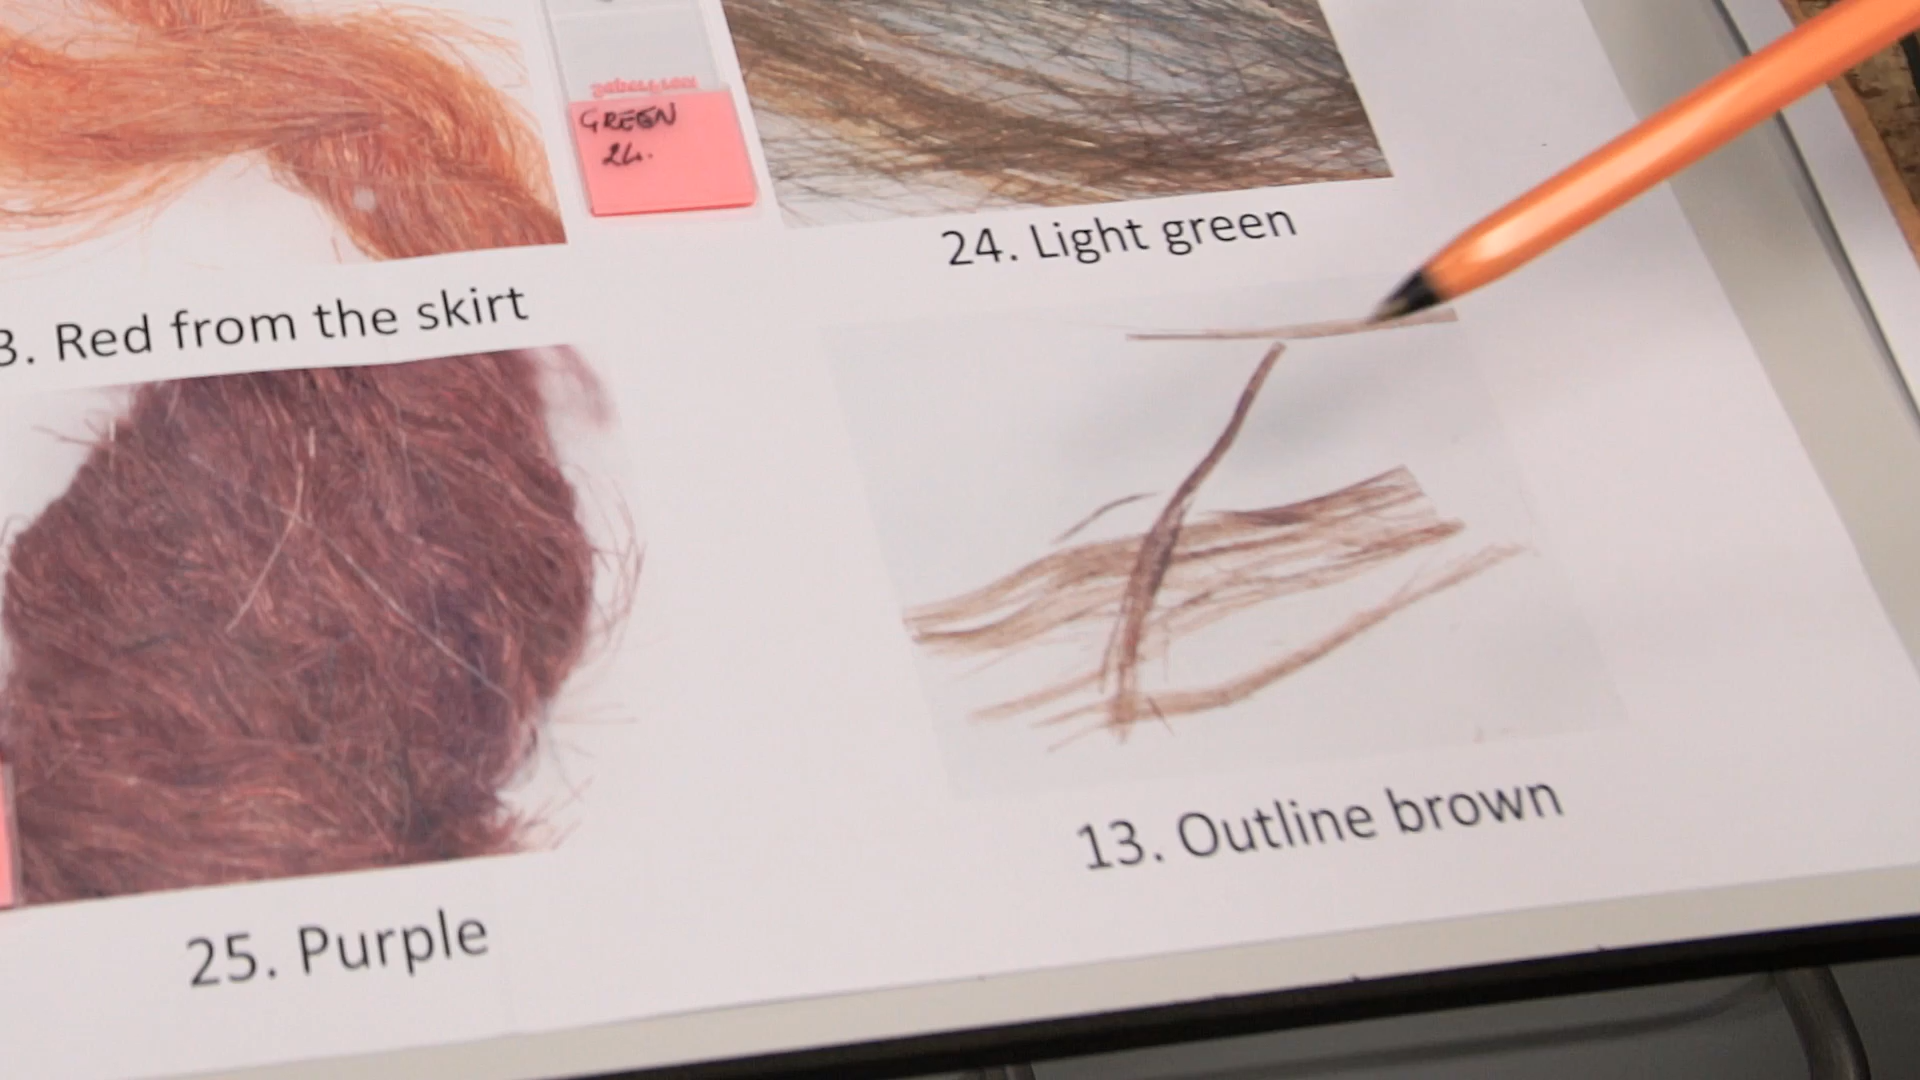 GREEN
24.
24. Light green
3. Red from the skirt
25. Purple
13. Outline brown